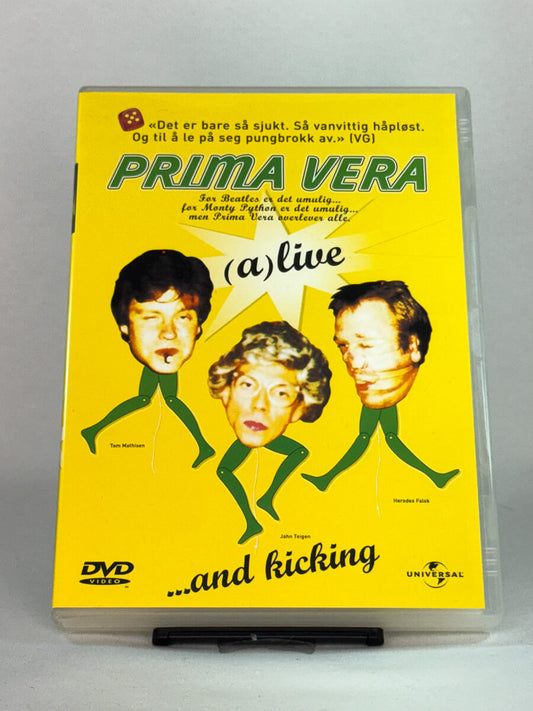 «Det er bare så sjukt. Så vanvittig håpløst.
Og til å le på seg pungbrokk av.» (VG)
PRIMA VERA
For Beatles er det umulig...
for Monty Python er det umulig...
men Prima Vera overlever alle.
(a)live
Tom Mathisen
Herodes Falsk
Jahn Teigen
...and kicking
DVD
VIDEO
UNIVERSAL